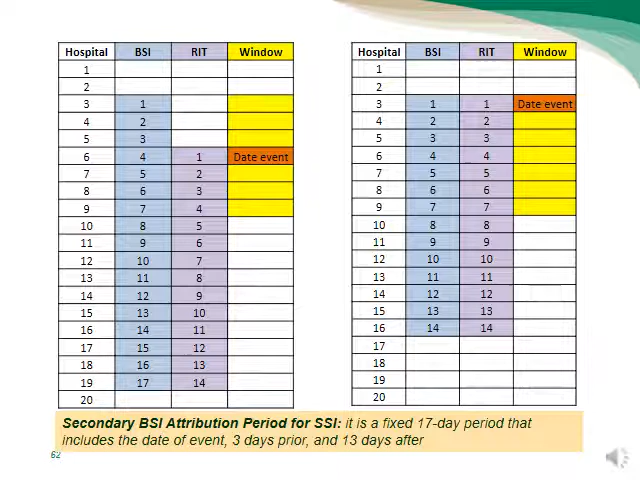 Hospital BSI RIT Window
1
2
3 1
4 2
5 3
6 4 1 Date event
7 5 2
8 6 3
9 7 4
10 8 5
11 9 6
12 10 7
13 11 8
14 12 9
15 13 10
16 14 11
17 15 12
18 16 13
19 17 14
20
Hospital BSI RIT Window
1
2
3 1 1 Date event
4 2 2
5 3 3
6 4 4
7 5 5
8 6 6
9 7 7
10 8 8
11 9 9
12 10 10
13 11 11
14 12 12
15 13 13
16 14 14
17
18
19
20
Secondary BSI Attribution Period for SSI: it is a fixed 17-day period that
includes the date of event, 3 days prior, and 13 days after
62